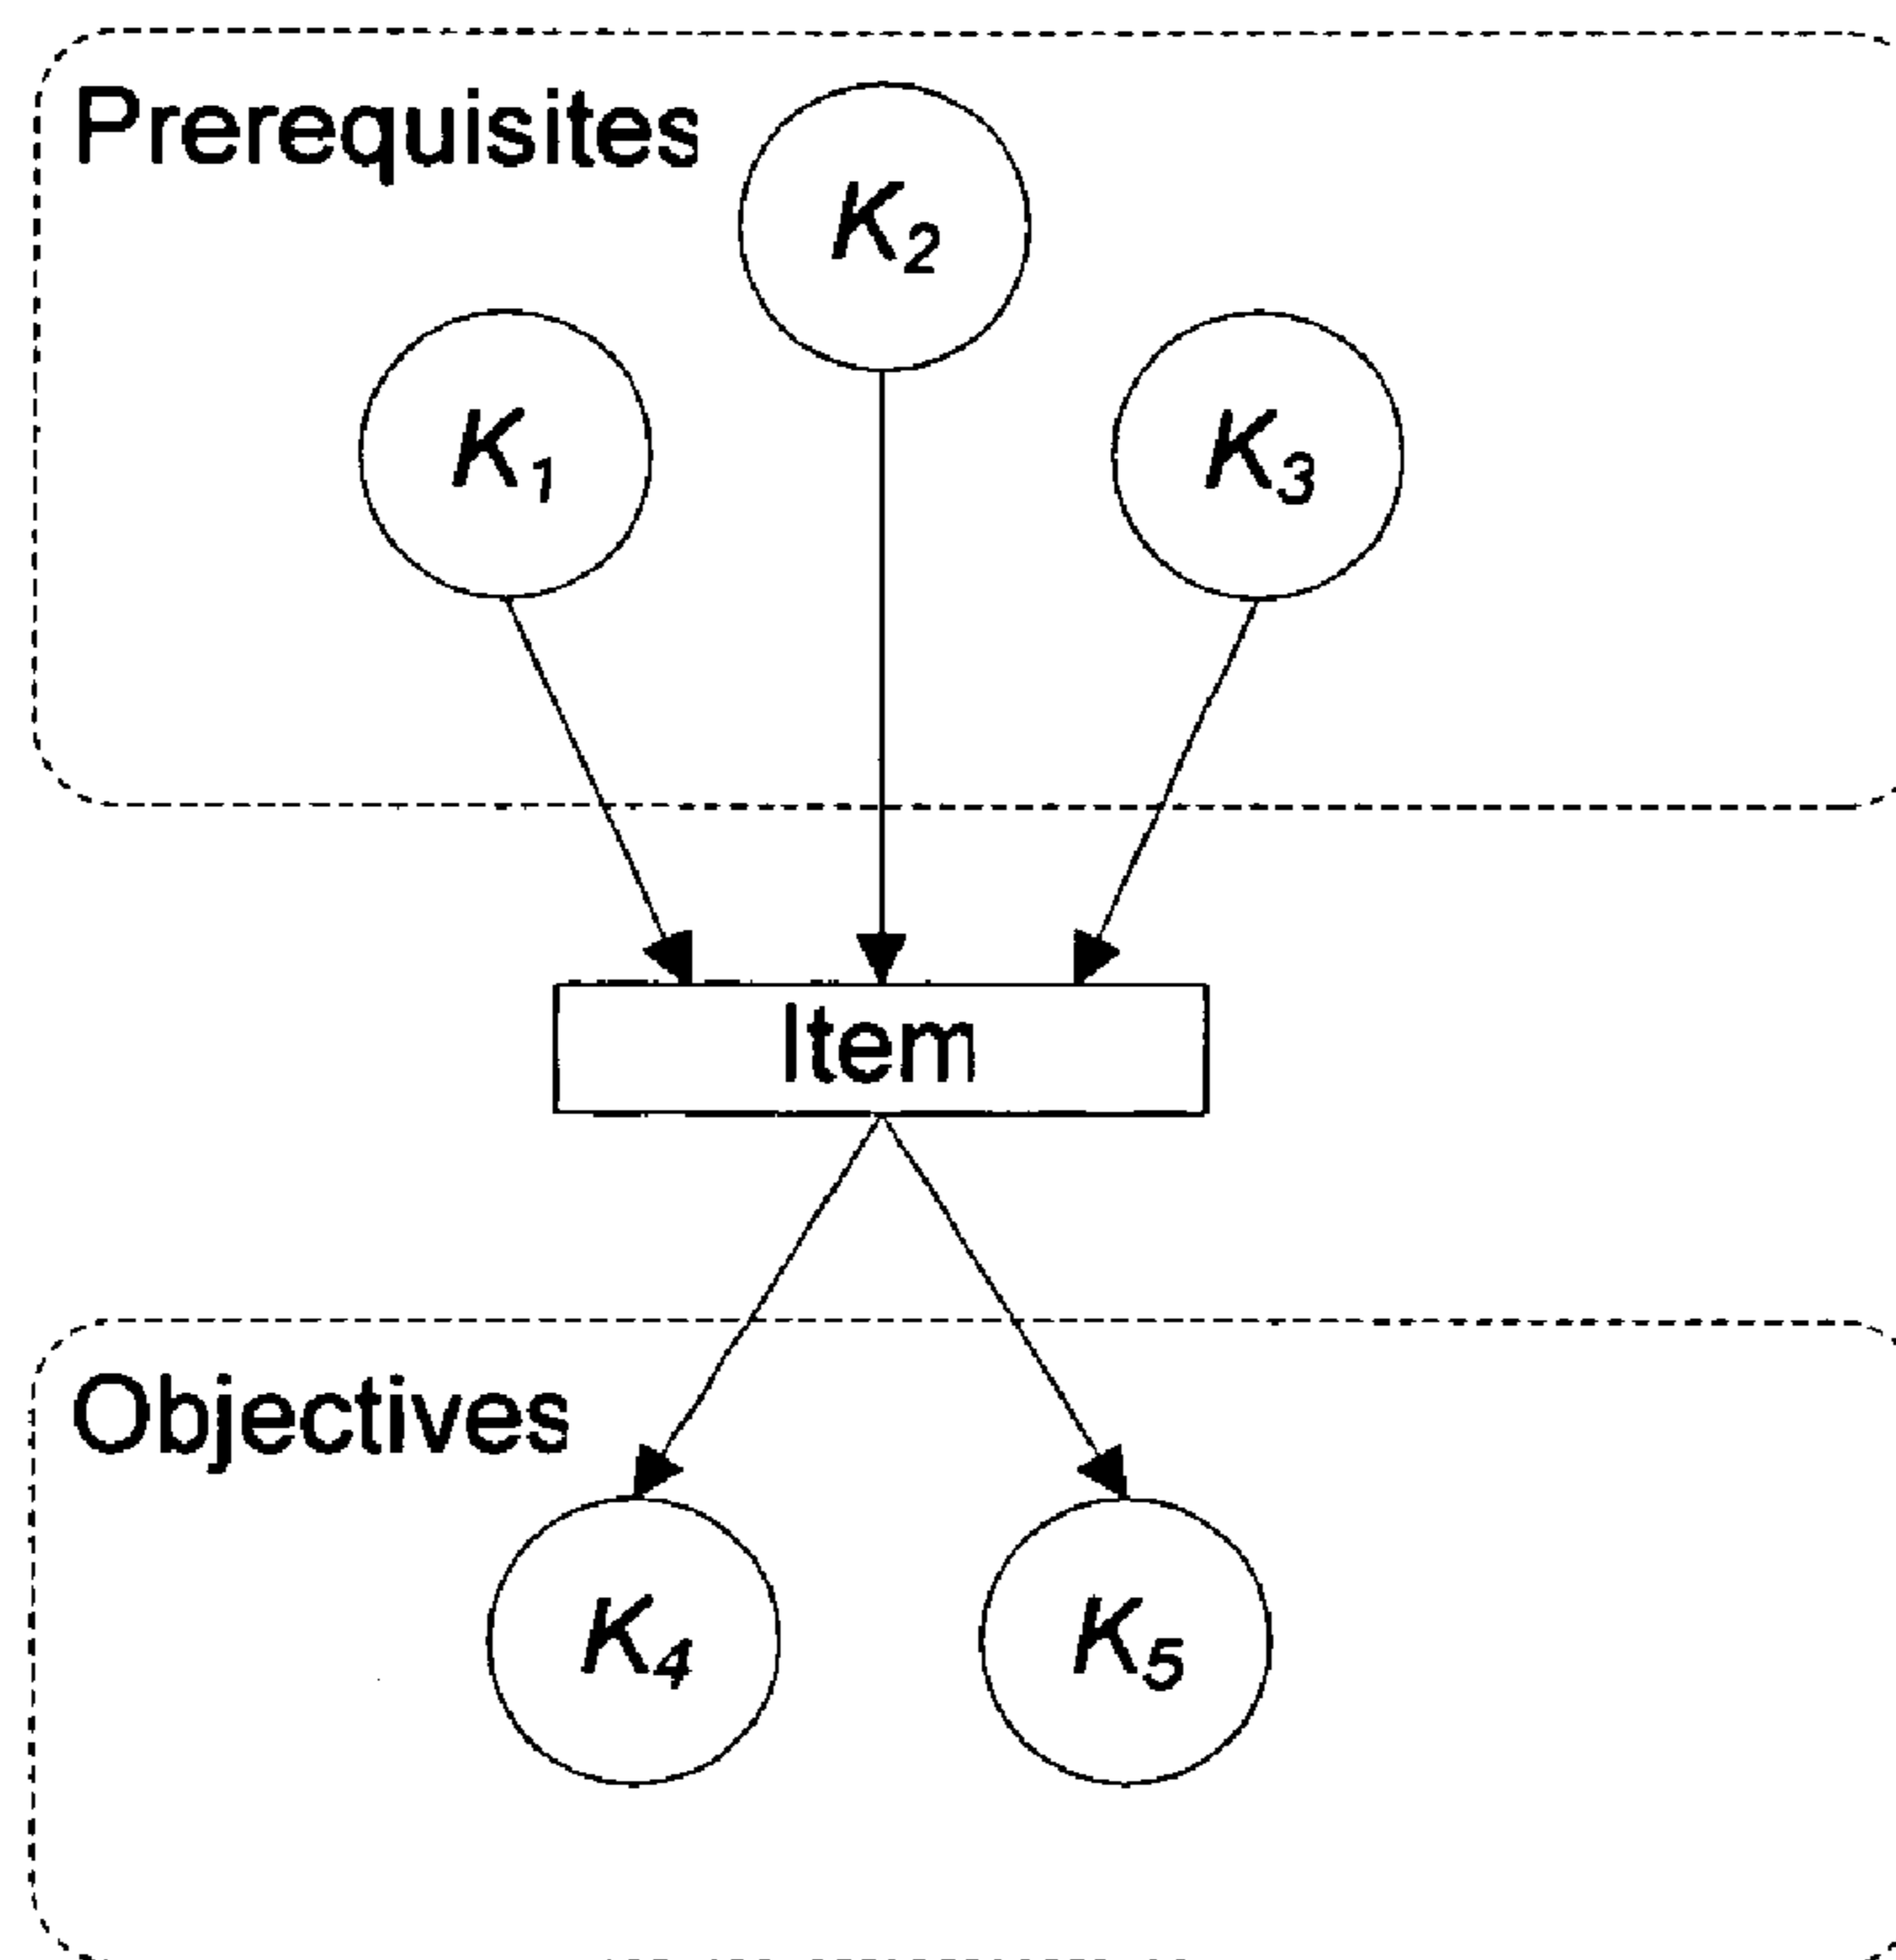 Prerequisites
K2
K1
K3
Item
Objectives
K4
K5